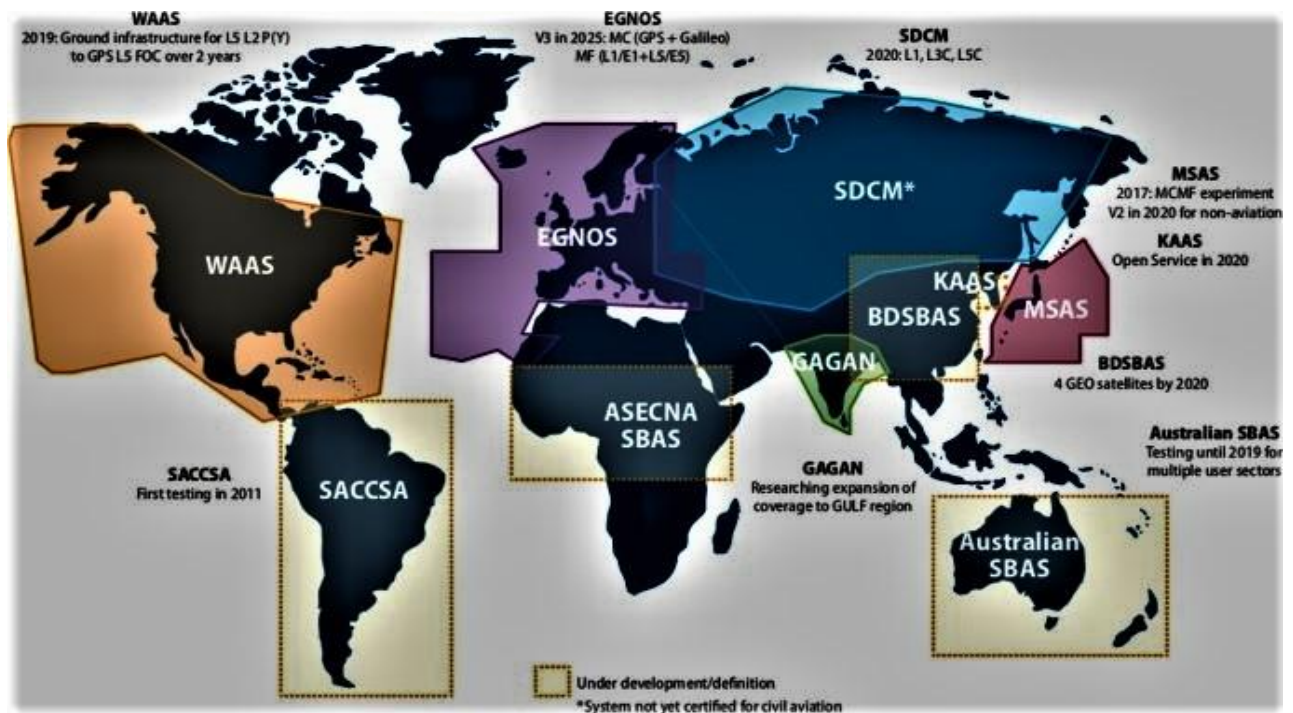 WAAS
2019: Ground infrastructure for L5 L2 P(Y)
to GPS L5 FOC over 2 years
EGNOS
V3 in 2025: MC (GPS + Galileo)
MF (L1/E1+L5/E5)
SDCM
2020: L1, L3C, L5C
MSAS
2017: MCMF experiment
V2 in 2020 for non-aviation
KAAS
Open Service in 2020
BDSBAS
4 GEO satellites by 2020
Australian SBAS
Testing until 2019 for
multiple user sectors
GAGAN
Researching expansion of
coverage to GULF region
SACCSA
First testing in 2011
WAAS
EGNOS
SDCM*
KAAS
BDSBAS
MSAS
GAGAN
ASECNA
SBAS
SACCSA
Australian
SBAS
Under development/definition
*System not yet certified for civil aviation